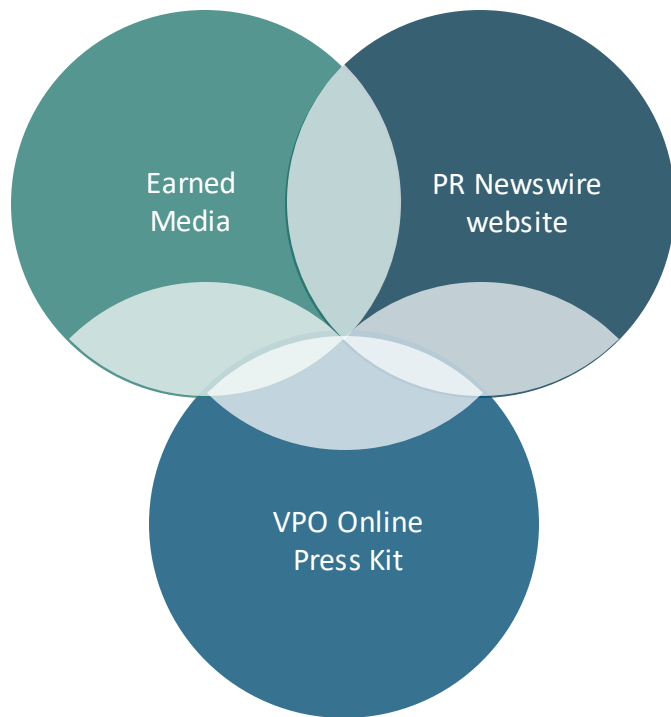 Earned
Media
PR Newswire
website
VPO Online
Press Kit